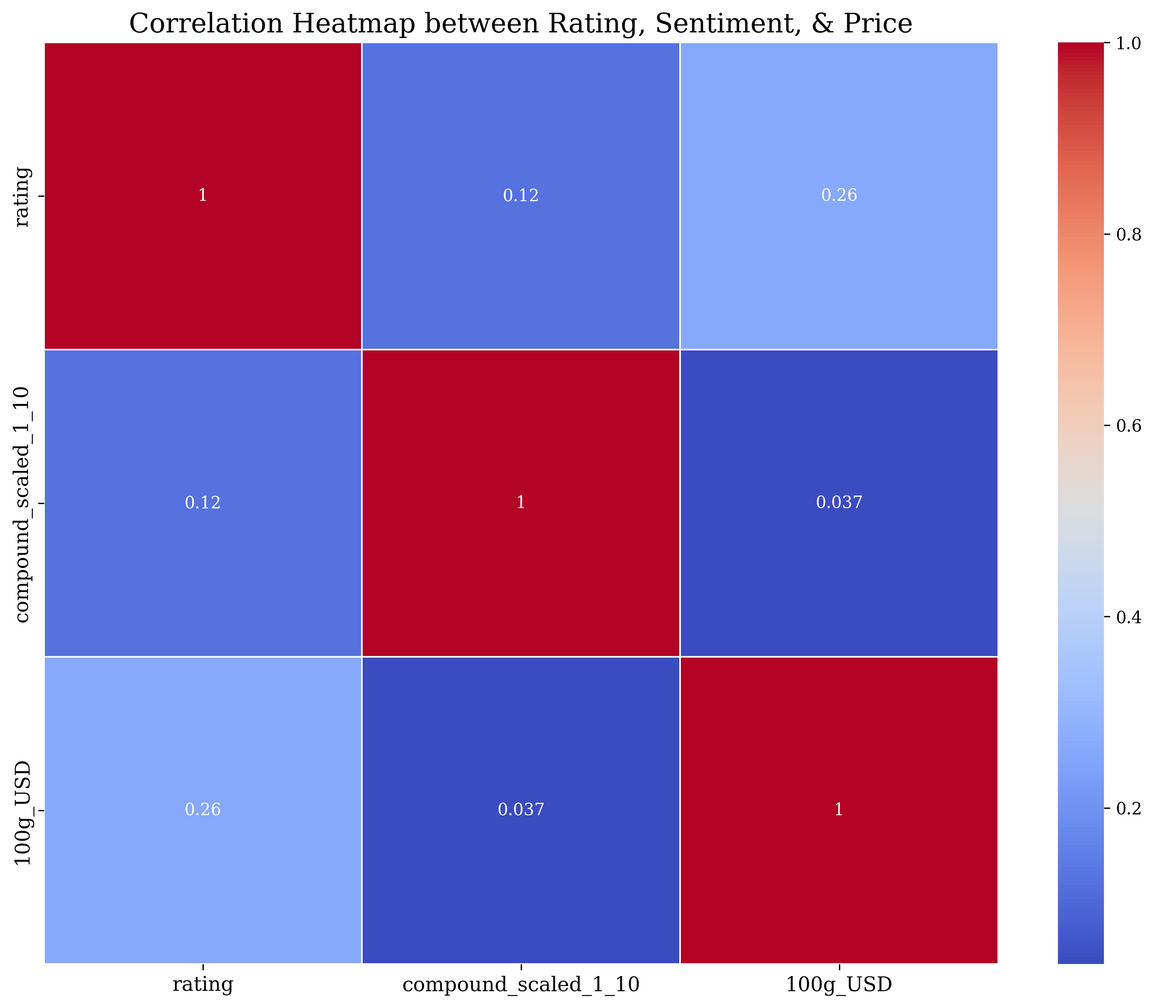 Correlation Heatmap between Rating, Sentiment, & Price
rating
1
0.12
0.26
compound_scaled_1_10
0.12
1
0.037
100g_USD
0.26
0.037
1
rating
compound_scaled_1_10
100g_USD
1.0
0.8
0.6
0.4
0.2